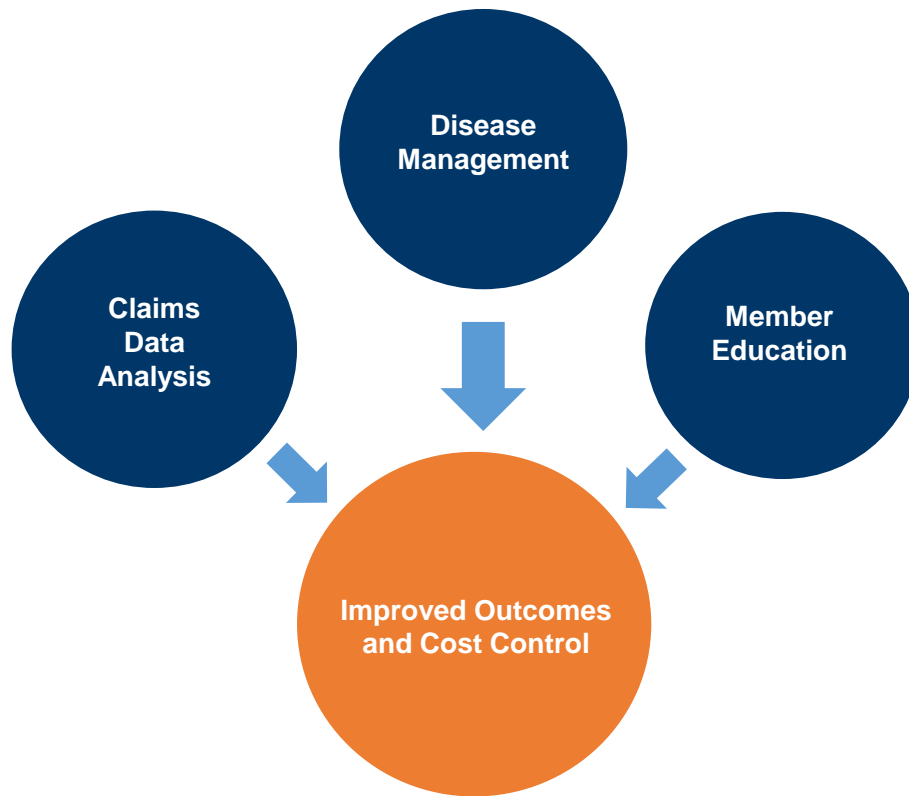 Disease
Management
Claims
Data
Analysis
Member
Education
Improved Outcomes
and Cost Control